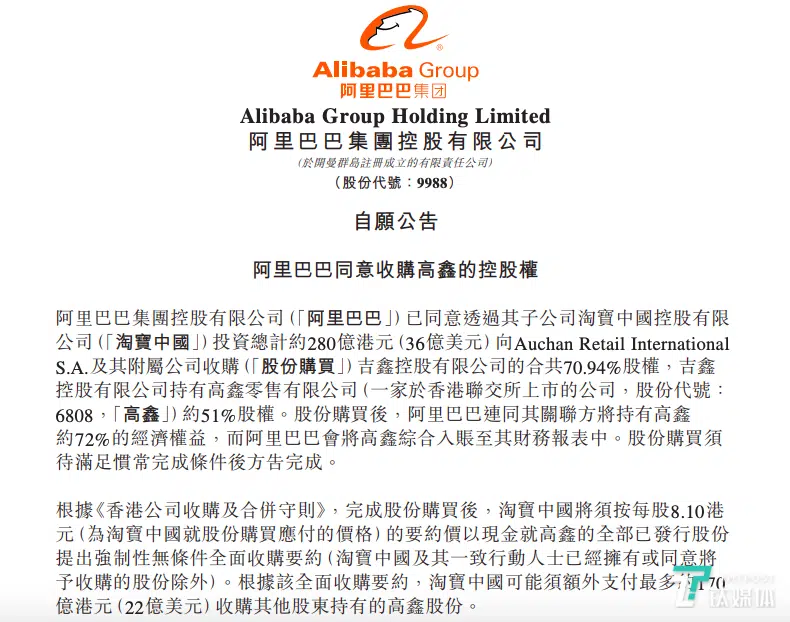 Alibaba Group
阿里巴巴集团
Alibaba Group Holding Limited
阿里巴巴集團控股有限公司
(於開曼群島註冊成立的有限責任公司)
(股份代號：9988)
自願公告
阿里巴巴同意收購高鑫的控股權
阿里巴巴集團控股有限公司(「阿里巴巴」)已同意透過其子公司淘寶中國控股有限
公司(「淘寶中國」)投資總計約280億港元(36億美元)向Auchan Retail International
S.A.及其附屬公司收購(「股份購買」)吉鑫控股有限公司的合共70.94%股權，吉鑫
控股有限公司持有高鑫零售有限公司(一家於香港聯交所上市的公司，股份代號：
6808，「高鑫」)約51%股權。股份購買後，阿里巴巴連同其關聯方將持有高鑫
約72%的經濟權益，而阿里巴巴會將高鑫綜合入賬至其財務報表中。股份購買須
待滿足慣常完成條件後方告完成。
根據《香港公司收購及合併守則》，完成股份購買後，淘寶中國將須按每股8.10港
元(為淘寶中國就股份購買應付的價格)的要約價以現金就高鑫的全部已發行股份
提出強制性無條件全面收購要約(淘寶中國及其一致行動人士已經擁有或同意將
予收購的股份除外)。根據該全面收購要約，淘寶中國可能須額外支付最多約170
億港元(22億美元)收購其他股東持有的高鑫股份。
钛媒体